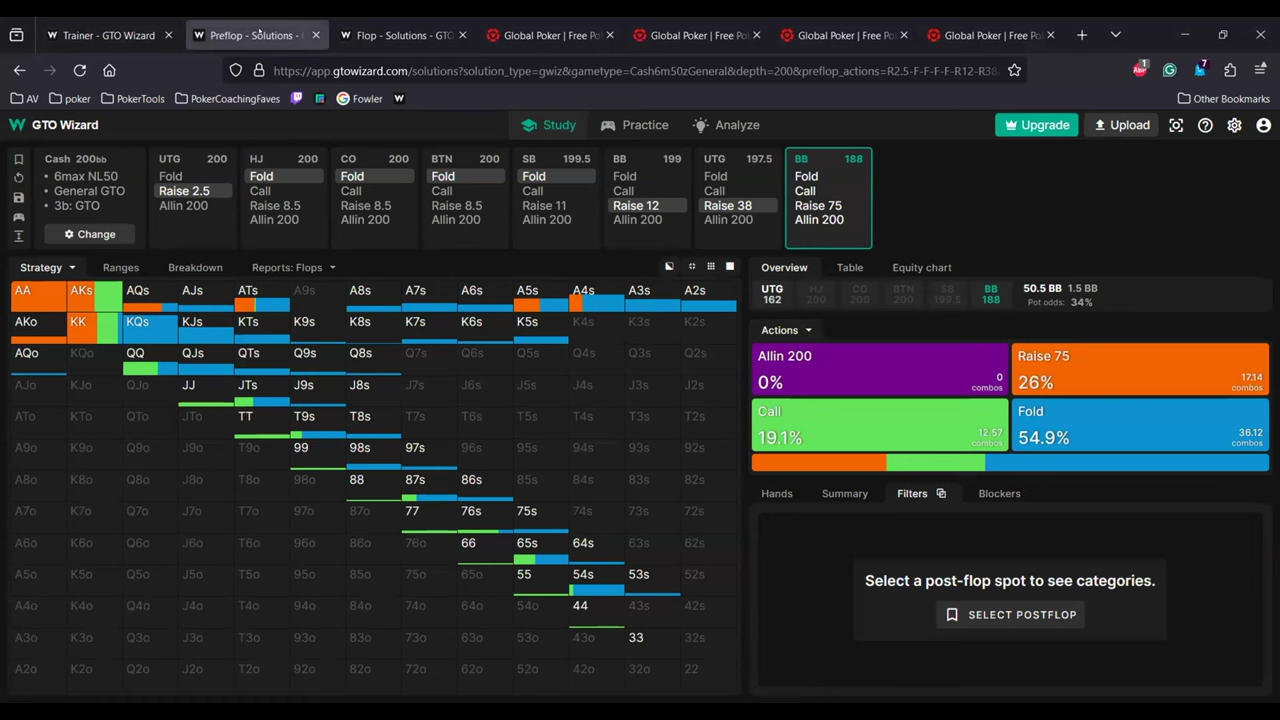 Trainer - GTO Wizard
Preflop - Solutions -
Flop - Solutions - GTO
Global Poker | Free Po
Global Poker | Free Pol
Global Poker | Free Po
Global Poker | Free Po
https://app.gtowizard.com/solutions?solution_type=gwiz&gametype=Cash6m50zGeneral&depth=200&preflop_actions=R2.5-F-F-F-F-R12-R38
1
7
AV poker PokerTools PokerCoachingFaves Fowler Other Bookmarks
GTO Wizard Study Practice Analyze Upgrade Upload
Cash 200bb
• 6max NL50
• General GTO
• 3b: GTO
Change
UTG 200
Fold
Raise 2.5
Allin 200
HJ 200
Fold
Call
Raise 8.5
Allin 200
CO 200
Fold
Call
Raise 8.5
Allin 200
BTN 200
Fold
Call
Raise 8.5
Allin 200
SB 199.5
Fold
Call
Raise 11
Allin 200
BB 199
Fold
Call
Raise 12
Allin 200
UTG 197.5
Fold
Call
Raise 38
Allin 200
BB 188
Fold
Call
Raise 75
Allin 200
Strategy Ranges Breakdown Reports: Flops
AA AKs AQs AJs ATs A9s A8s A7s A6s A5s A4s A3s A2s
AKo KK KQs KJs KTs K9s K8s K7s K6s K5s K4s K3s K2s
AQo KQo QQ QJs QTs Q9s Q8s Q7s Q6s Q5s Q4s Q3s Q2s
AJo KJo QJo JJ JTs J9s J8s J7s J6s J5s J4s J3s J2s
ATo KTo QTo JTo TT T9s T8s T7s T6s T5s T4s T3s T2s
A9o K9o Q9o J9o T9o 99 98s 97s 96s 95s 94s 93s 92s
A8o K8o Q8o J8o T8o 98o 88 87s 86s 85s 84s 83s 82s
A7o K7o Q7o J7o T7o 97o 87o 77 76s 75s 74s 73s 72s
A6o K6o Q6o J6o T6o 96o 86o 76o 66 65s 64s 63s 62s
A5o K5o Q5o J5o T5o 95o 85o 75o 65o 55 54s 53s 52s
A4o K4o Q4o J4o T4o 94o 84o 74o 64o 54o 44 43s 42s
A3o K3o Q3o J3o T3o 93o 83o 73o 63o 53o 43o 33 32s
A2o K2o Q2o J2o T2o 92o 82o 72o 62o 52o 42o 32o 22
Overview Table Equity chart
UTG HJ CO BTN SB BB
162 200 200 200 199.5 188
50.5 BB 1.5 BB
Pot odds: 34%
Actions
Allin 200
0%
0
combos
Raise 75
26%
17.14
combos
Call
19.1%
12.57
combos
Fold
54.9%
36.12
combos
Hands Summary Filters Blockers
Select a post-flop spot to see categories.
SELECT POSTFLOP